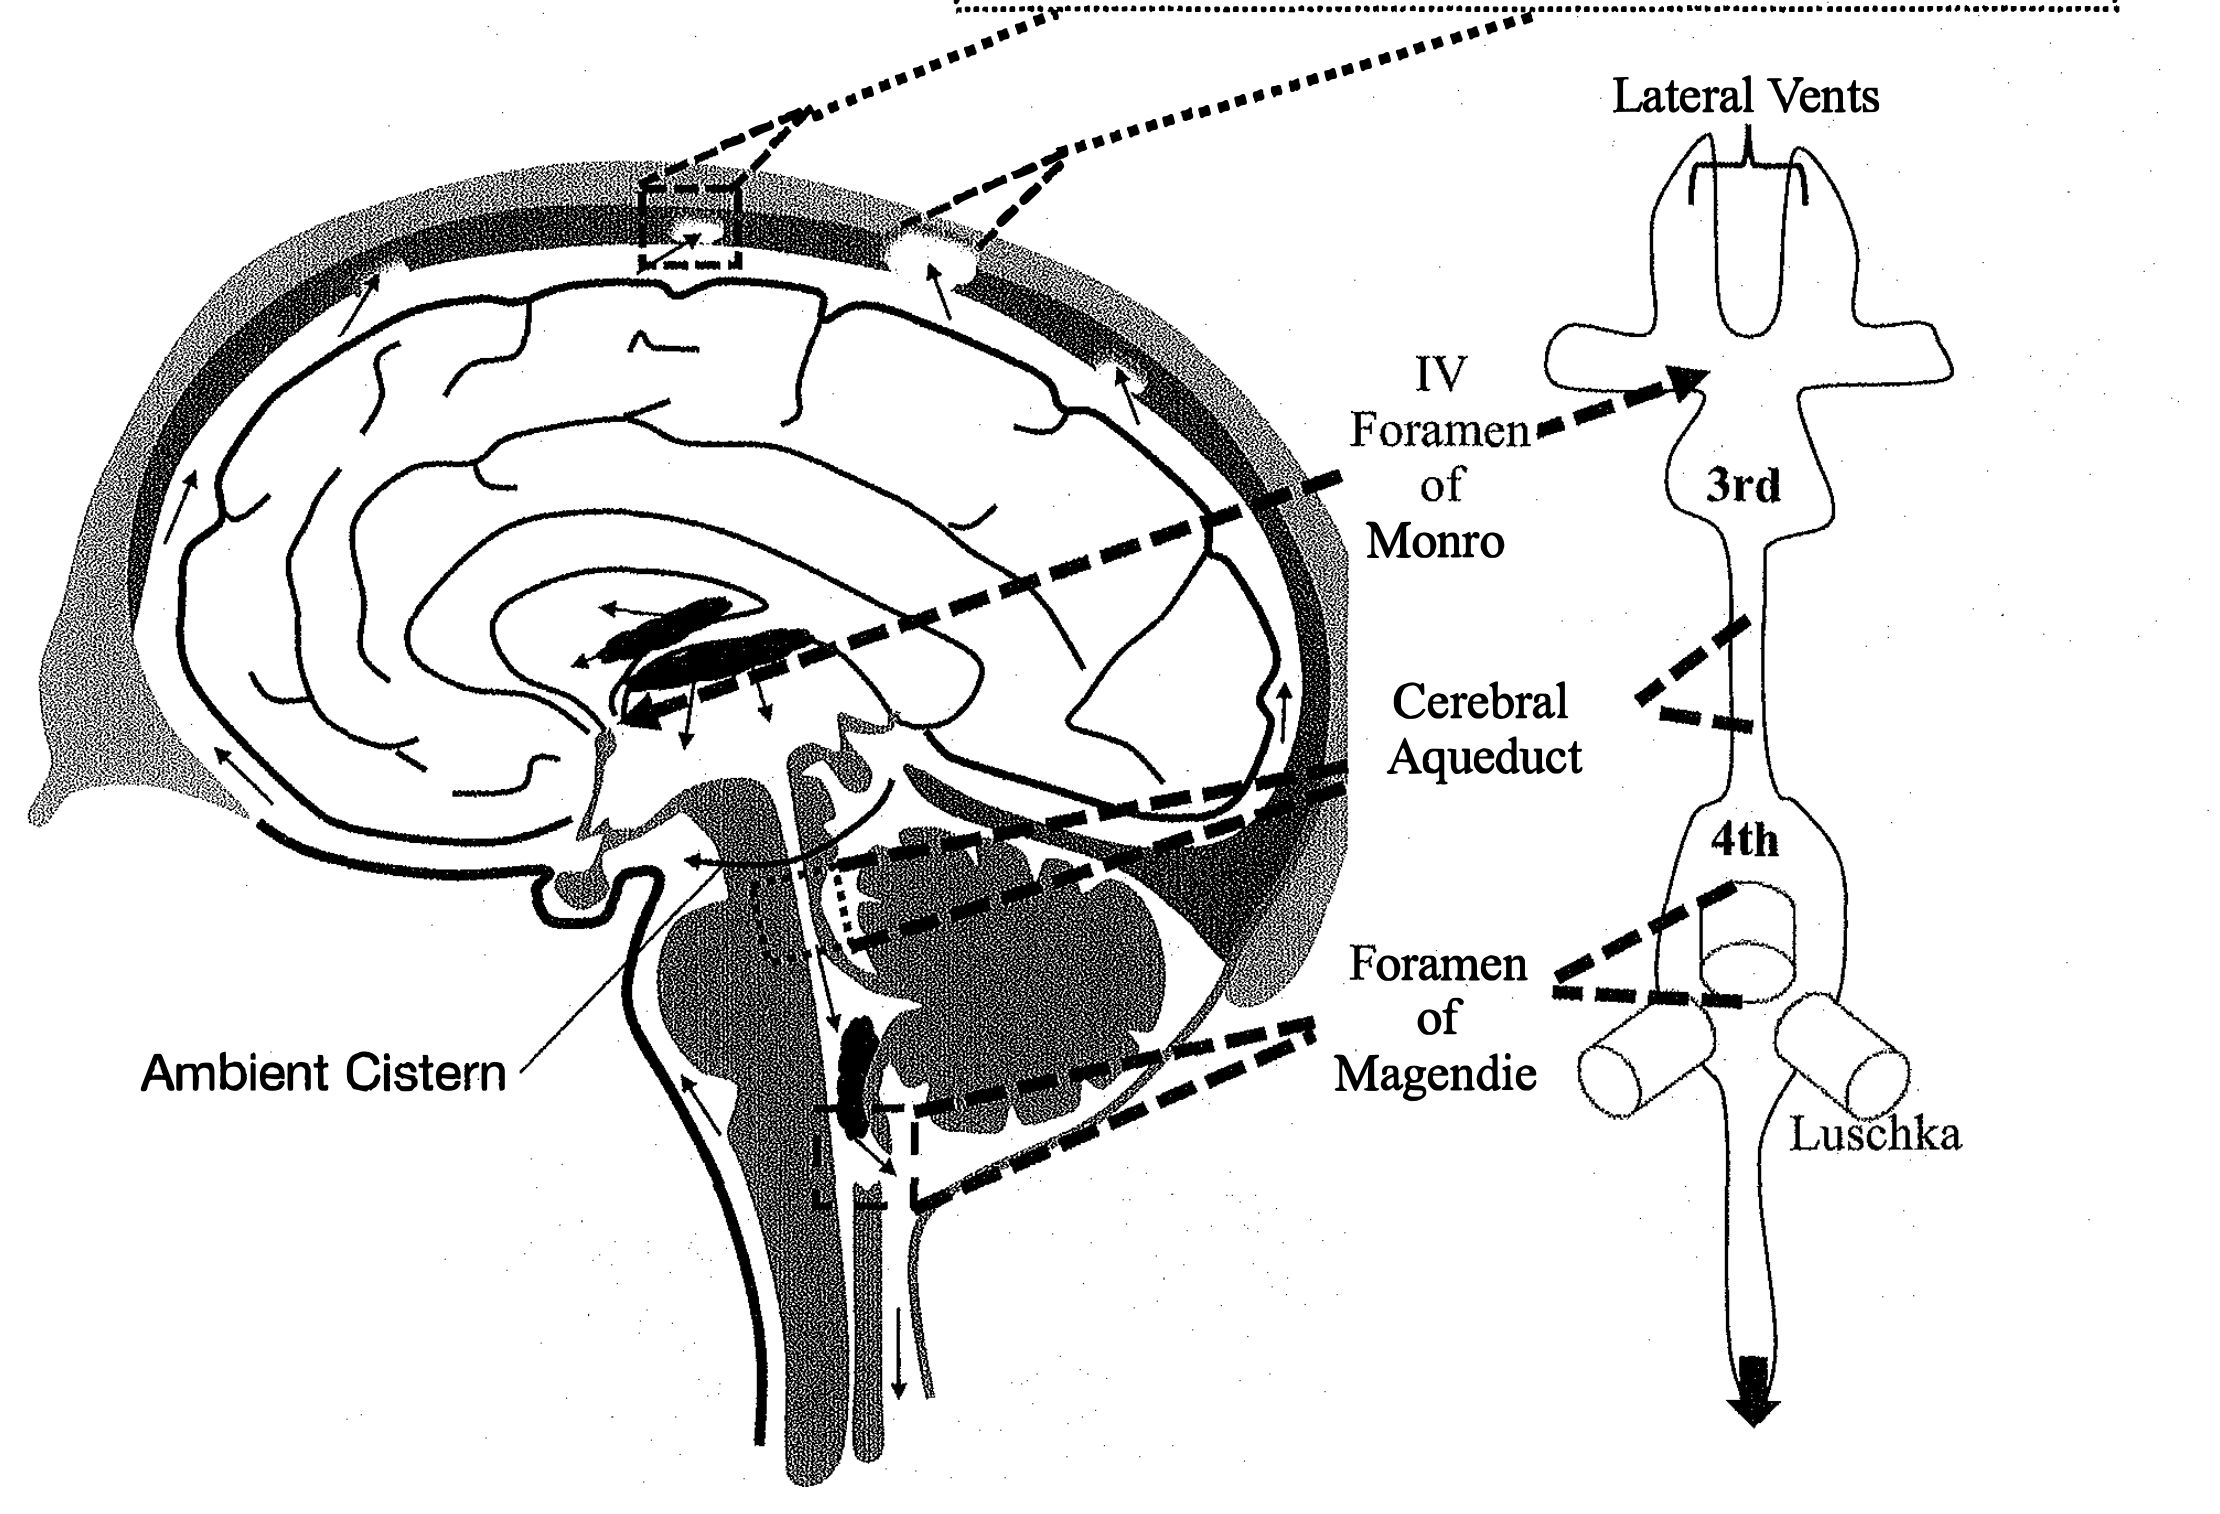 Lateral Vents
IV
Foramen
of
Monro
3rd
Cerebral
Aqueduct
4th
Foramen
of
Magendie
Luschka
Ambient Cistern